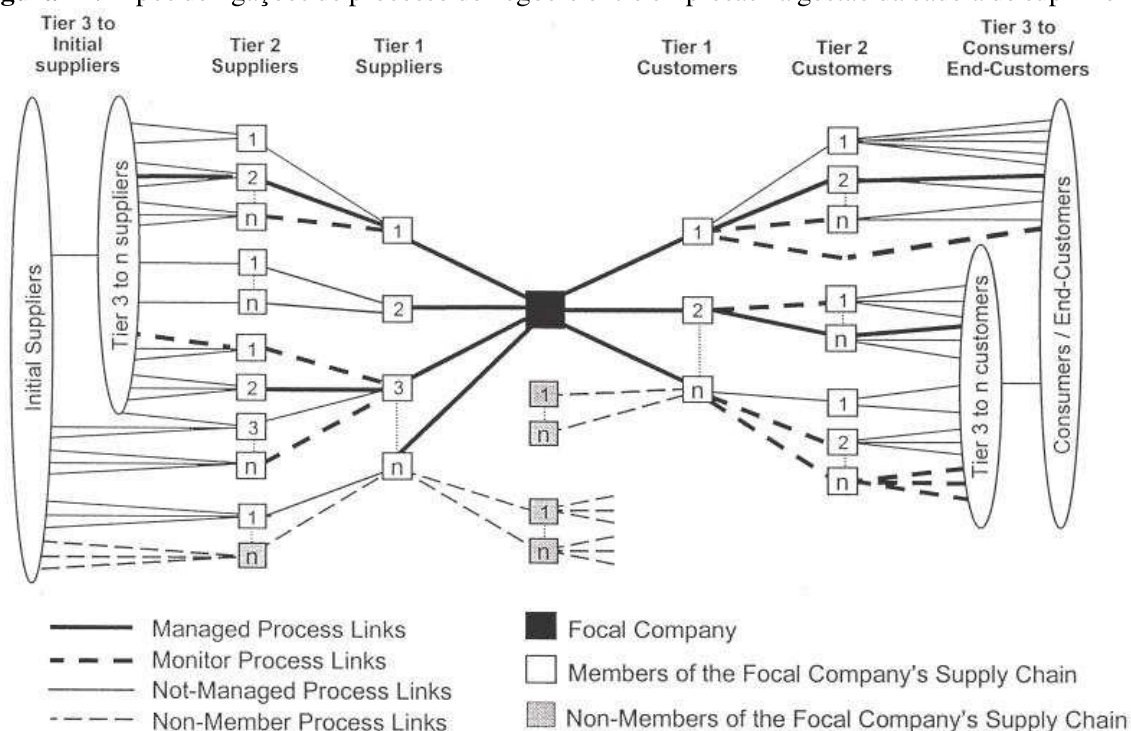 Tier 3 to
Initial
suppliers
Tier 2
Suppliers
Tier 1
Suppliers
Tier 1
Customers
Tier 2
Customers
Tier 3 to
Consumers/
End-Customers
Initial Suppliers
Tier 3 to n suppliers
1
2
n
1
n
1
2
3
n
1
n
1
2
3
n
1
n
1
n
1
2
n
1
2
n
1
n
1
2
n
Tier 3 to n customers
Consumers / End-Customers
Managed Process Links
Monitor Process Links
Not-Managed Process Links
Non-Member Process Links
Focal Company
Members of the Focal Company's Supply Chain
Non-Members of the Focal Company's Supply Chain